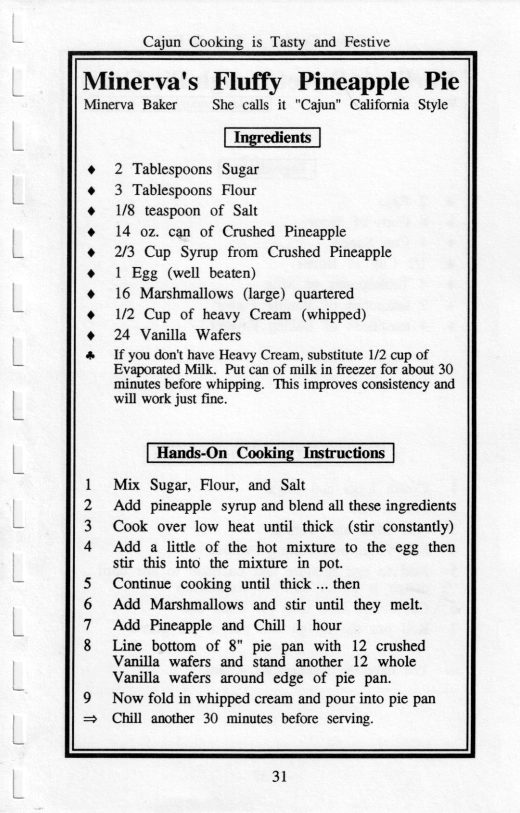 Cajun Cooking is Tasty and Festive
Minerva's Fluffy Pineapple Pie
Minerva Baker She calls it "Cajun" California Style
Ingredients
♦ 2 Tablespoons Sugar
♦ 3 Tablespoons Flour
♦ 1/8 teaspoon of Salt
♦ 14 oz. can of Crushed Pineapple
♦ 2/3 Cup Syrup from Crushed Pineapple
♦ 1 Egg (well beaten)
♦ 16 Marshmallows (large) quartered
♦ 1/2 Cup of heavy Cream (whipped)
♦ 24 Vanilla Wafers
♣ If you don't have Heavy Cream, substitute 1/2 cup of
Evaporated Milk. Put can of milk in freezer for about 30
minutes before whipping. This improves consistency and
will work just fine.
Hands-On Cooking Instructions
1 Mix Sugar, Flour, and Salt
2 Add pineapple syrup and blend all these ingredients
3 Cook over low heat until thick (stir constantly)
4 Add a little of the hot mixture to the egg then
stir this into the mixture in pot.
5 Continue cooking until thick ... then
6 Add Marshmallows and stir until they melt.
7 Add Pineapple and Chill 1 hour
8 Line bottom of 8" pie pan with 12 crushed
Vanilla wafers and stand another 12 whole
Vanilla wafers around edge of pie pan.
9 Now fold in whipped cream and pour into pie pan
⇒ Chill another 30 minutes before serving.
31